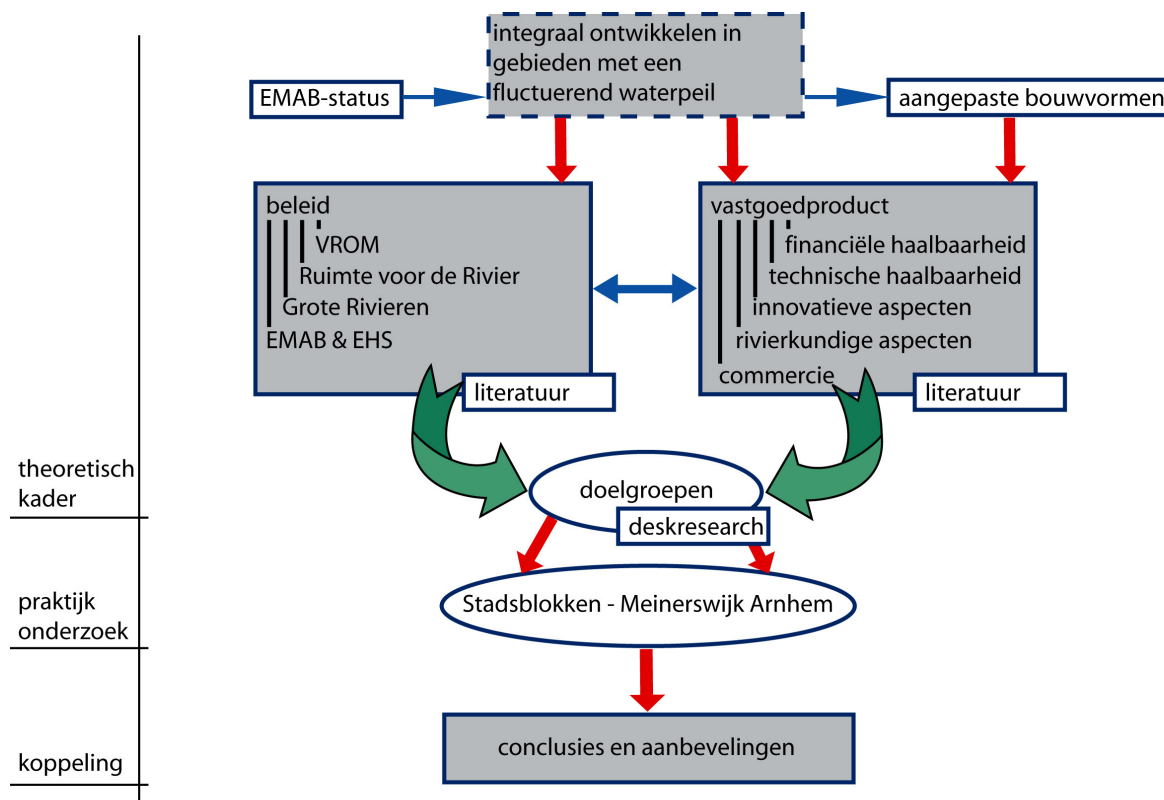 integraal ontwikkelen in
gebieden met een
fluctuerend waterpeil
EMAB-status
aangepaste bouwvormen
beleid
VROM
Ruimte voor de Rivier
Grote Rivieren
EMAB & EHS
literatuur
vastgoedproduct
financiële haalbaarheid
technische haalbaarheid
innovatieve aspecten
rivierkundige aspecten
commercie
literatuur
theoretisch
kader
doelgroepen
deskresearch
praktijk
onderzoek
Stadsblokken - Meinerswijk Arnhem
koppeling
conclusies en aanbevelingen